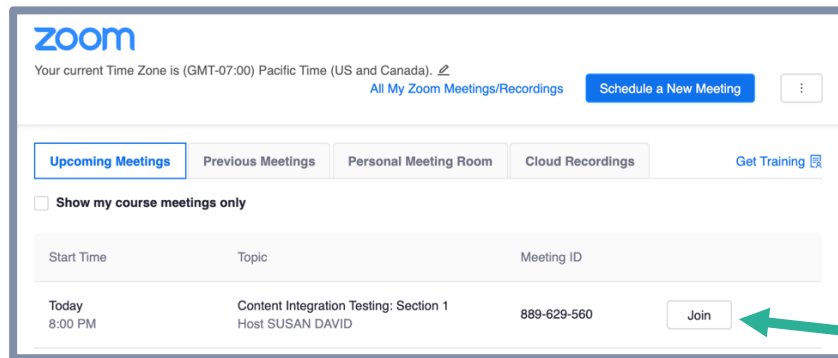 zoom
Your current Time Zone is (GMT-07:00) Pacific Time (US and Canada).
All My Zoom Meetings/Recordings
Schedule a New Meeting
Upcoming Meetings
Previous Meetings
Personal Meeting Room
Cloud Recordings
Get Training
Show my course meetings only
Start Time
Topic
Meeting ID
Today
Content Integration Testing: Section 1
889-629-560
Join
8:00 PM
Host SUSAN DAVID